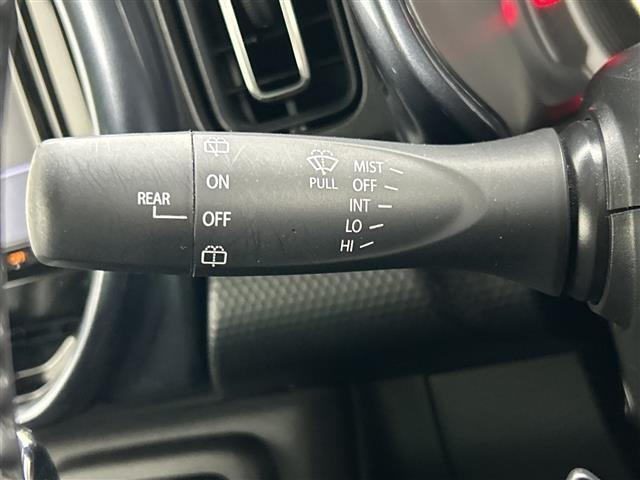 REAR
ON
OFF
PULL
MIST
OFF
INT
LO
HI